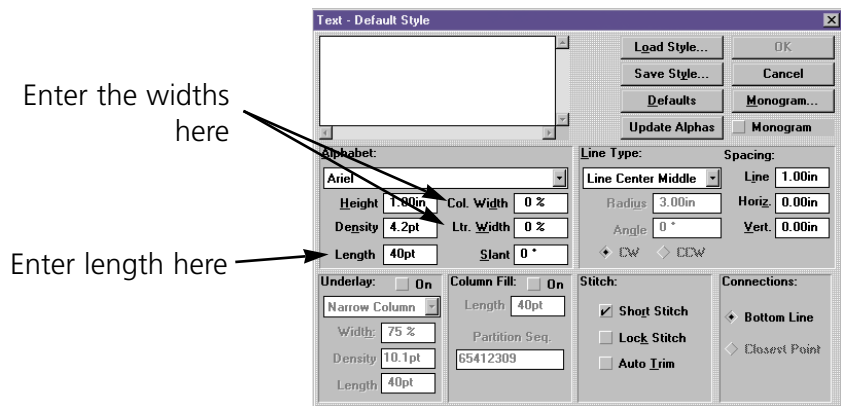 Text - Default Style
Load Style...
OK
Save Style...
Cancel
Defaults
Monogram...
Update Alphas
Monogram
Enter the widths
here
Alphabet:
Ariel
Height 1.00in Col. Width 0 %
Density 4.2pt Ltr. Width 0 %
Length 40pt Slant 0 °
Enter length here
Line Type:
Spacing:
Line Center Middle
Line 1.00in
Radius 3.00in
Horiz. 0.00in
Angle 0 °
Vert. 0.00in
CW CCW
Underlay: On
Narrow Column
Width: 75 %
Density 10.1pt
Length 40pt
Column Fill: On
Length 40pt
Partition Seq.
65412309
Stitch:
Short Stitch
Lock Stitch
Auto Trim
Connections:
Bottom Line
Closest Point